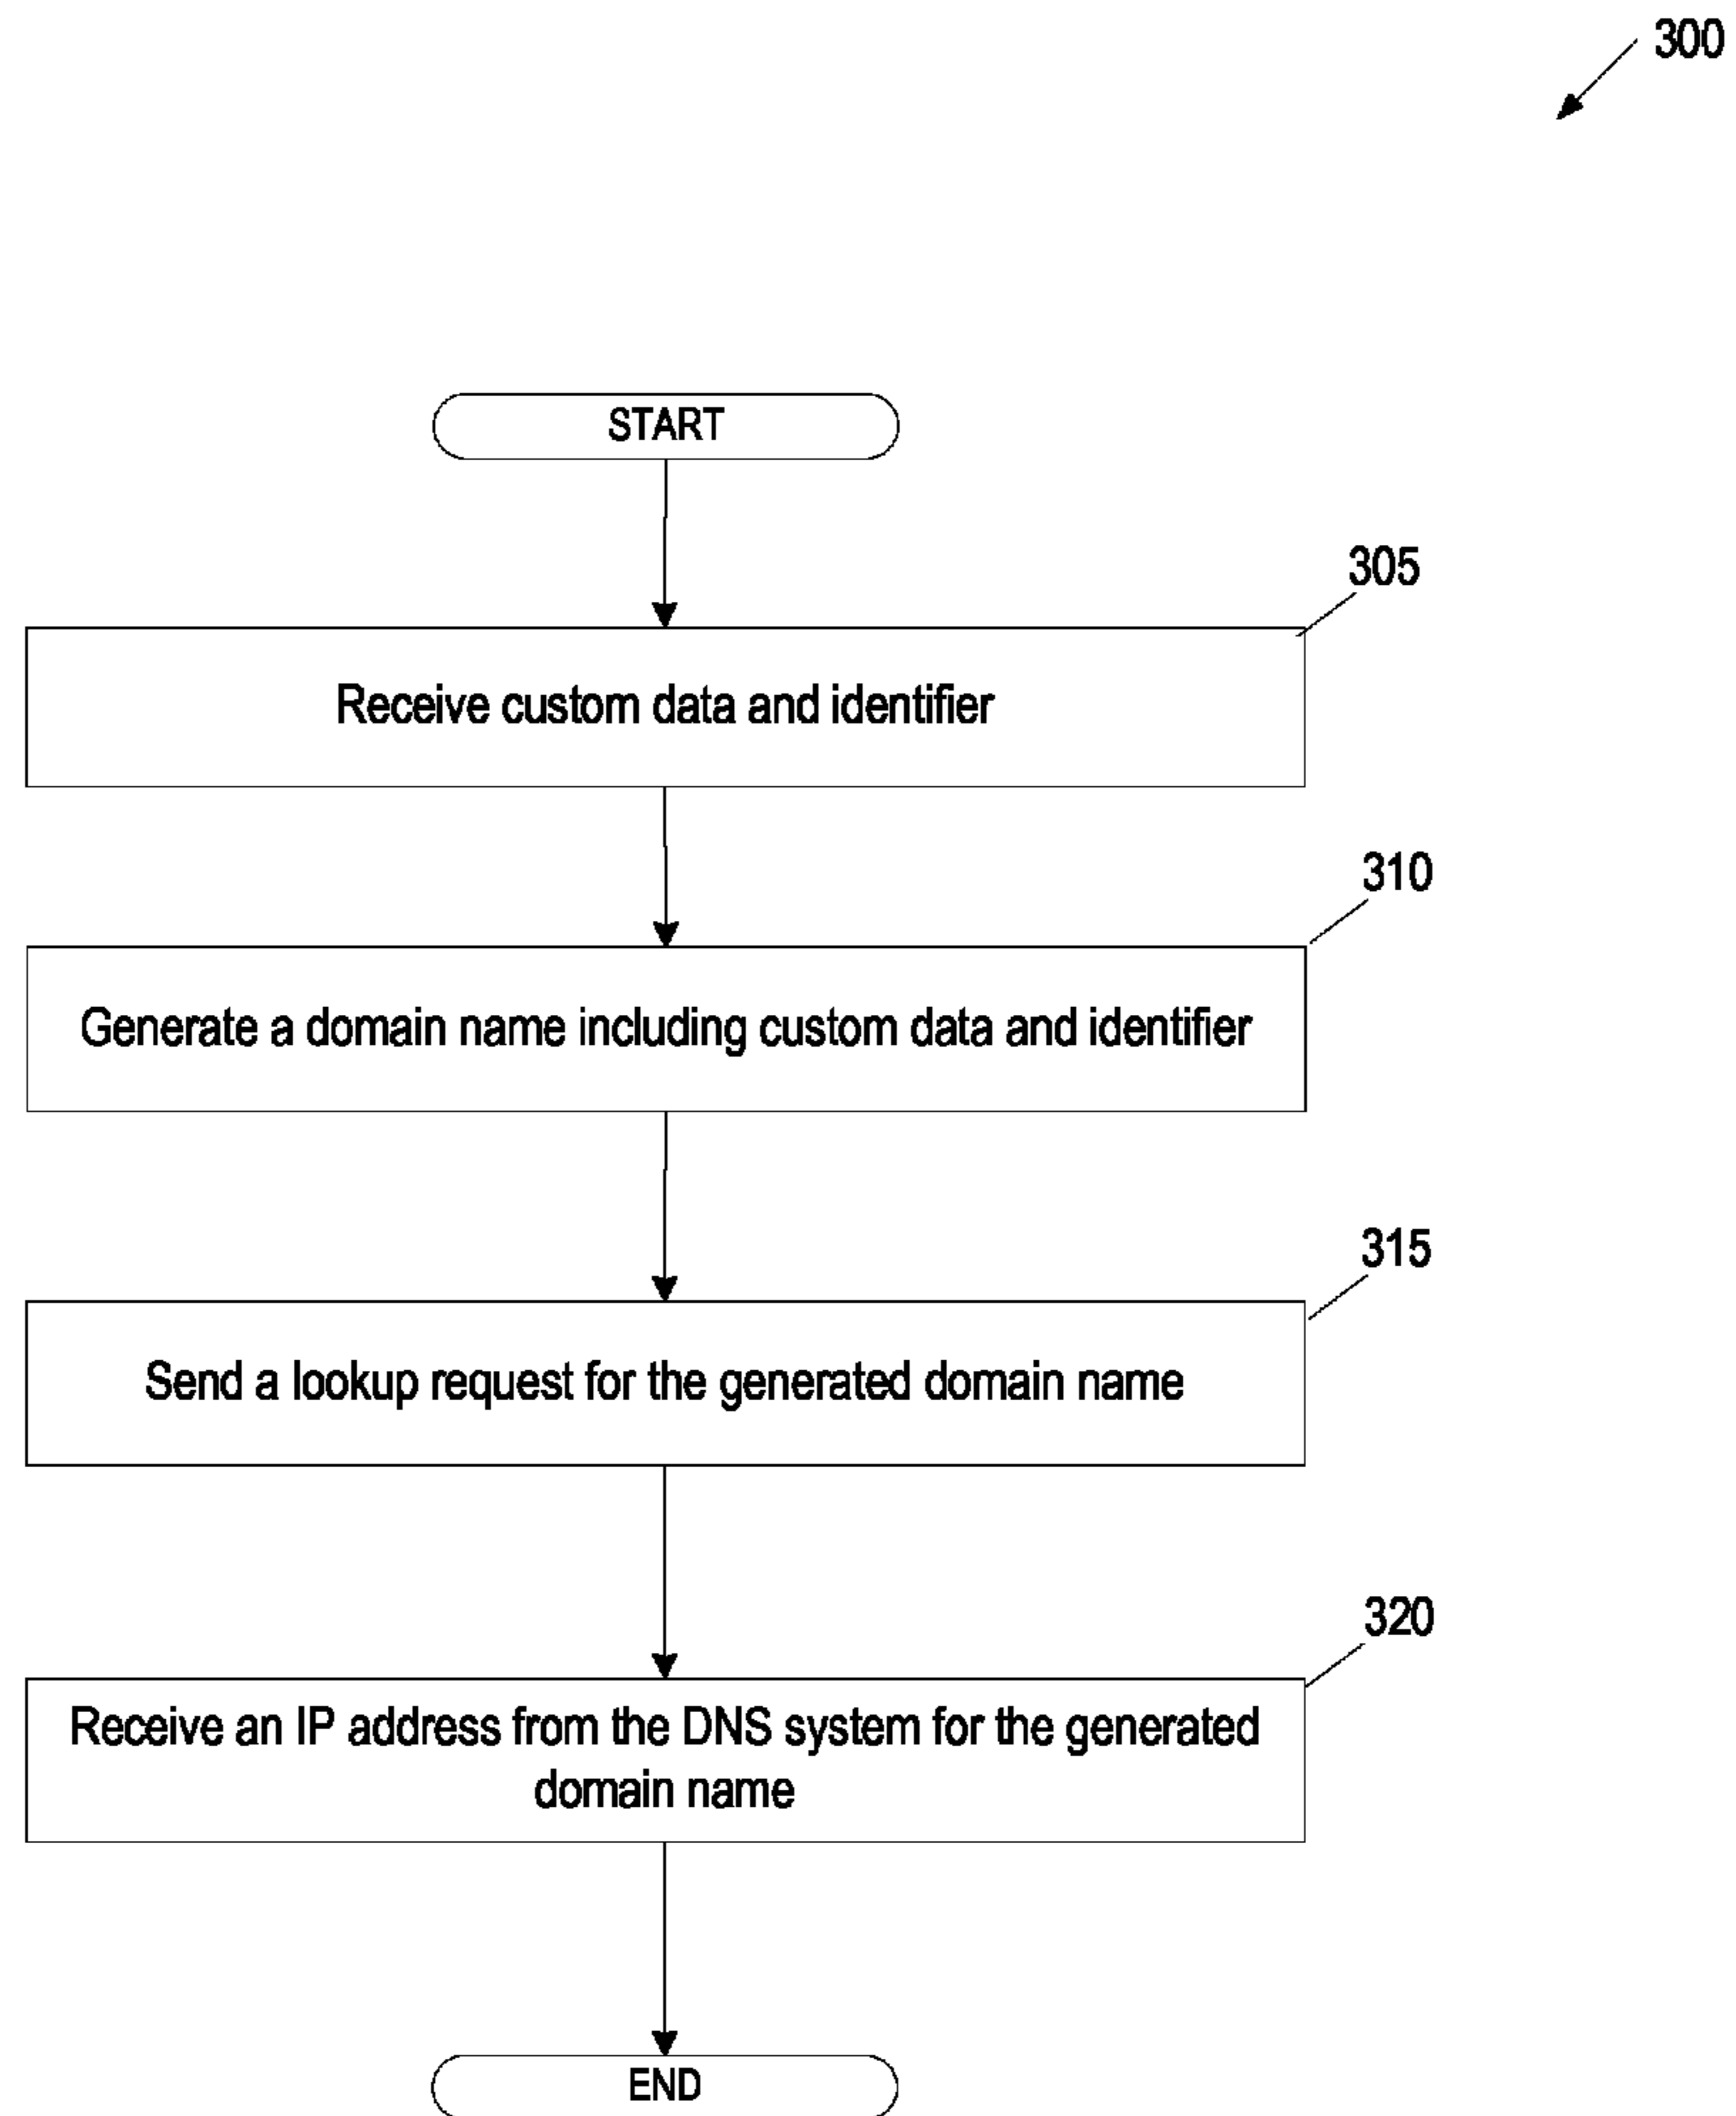 300
START
305
Receive custom data and identifier
310
Generate a domain name including custom data and identifier
315
Send a lookup request for the generated domain name
320
Receive an IP address from the DNS system for the generated
domain name
END